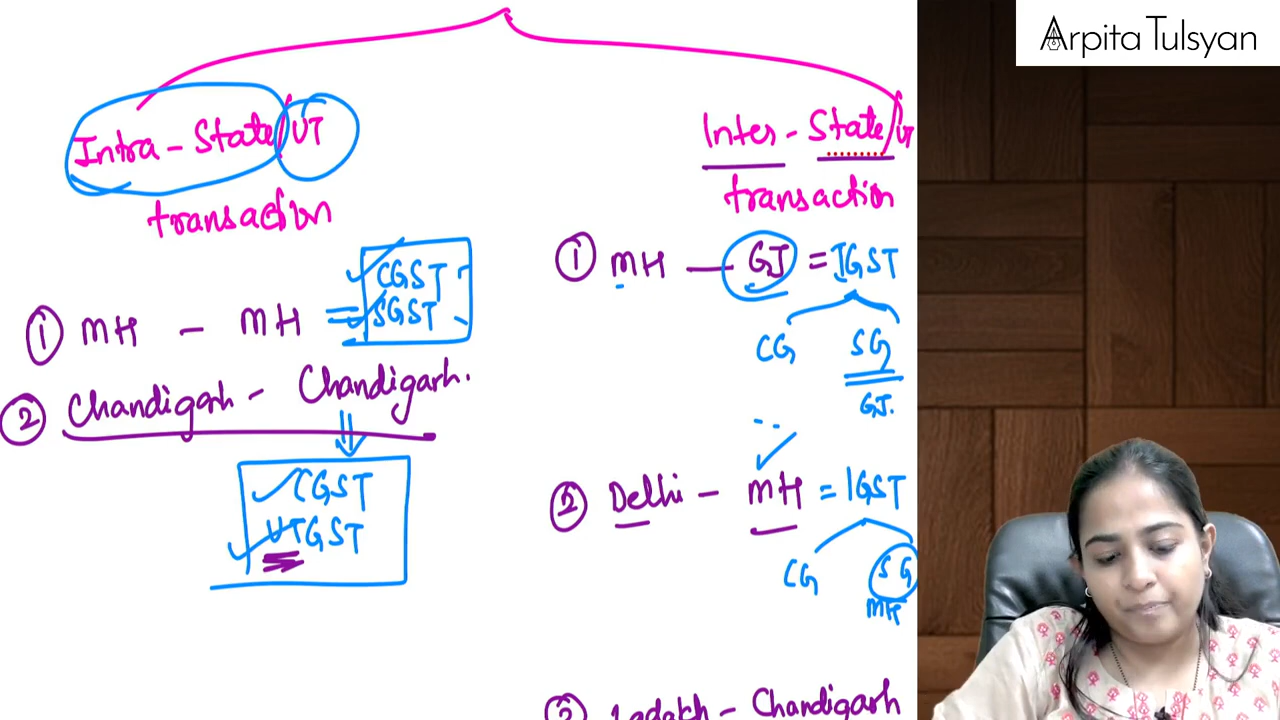 Arpita Tulsyan
Intra - State / UT
transaction
① MH - MH = CGST
SGST
② Chandigarh - Chandigarh.
CGST
UTGST
Inter - State / UT
transaction
① MH — GJ = IGST
CG SG
GJ.
② Delhi - MH = IGST
CG SG
MH
③ Ladakh - Chandigarh